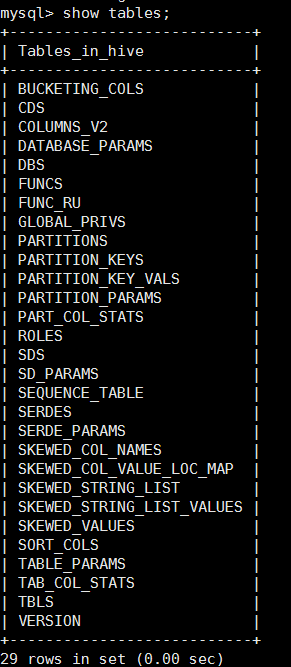 mysql> show tables;
+---------------------------+
| Tables_in_hive            |
+---------------------------+
| BUCKETING_COLS            |
| CDS                       |
| COLUMNS_V2                |
| DATABASE_PARAMS           |
| DBS                       |
| FUNCS                     |
| FUNC_RU                   |
| GLOBAL_PRIVS              |
| PARTITIONS                |
| PARTITION_KEYS            |
| PARTITION_KEY_VALS        |
| PARTITION_PARAMS          |
| PART_COL_STATS            |
| ROLES                     |
| SDS                       |
| SD_PARAMS                 |
| SEQUENCE_TABLE            |
| SERDES                    |
| SERDE_PARAMS              |
| SKEWED_COL_NAMES          |
| SKEWED_COL_VALUE_LOC_MAP  |
| SKEWED_STRING_LIST        |
| SKEWED_STRING_LIST_VALUES |
| SKEWED_VALUES             |
| SORT_COLS                 |
| TABLE_PARAMS              |
| TAB_COL_STATS             |
| TBLS                      |
| VERSION                   |
+---------------------------+
29 rows in set (0.00 sec)